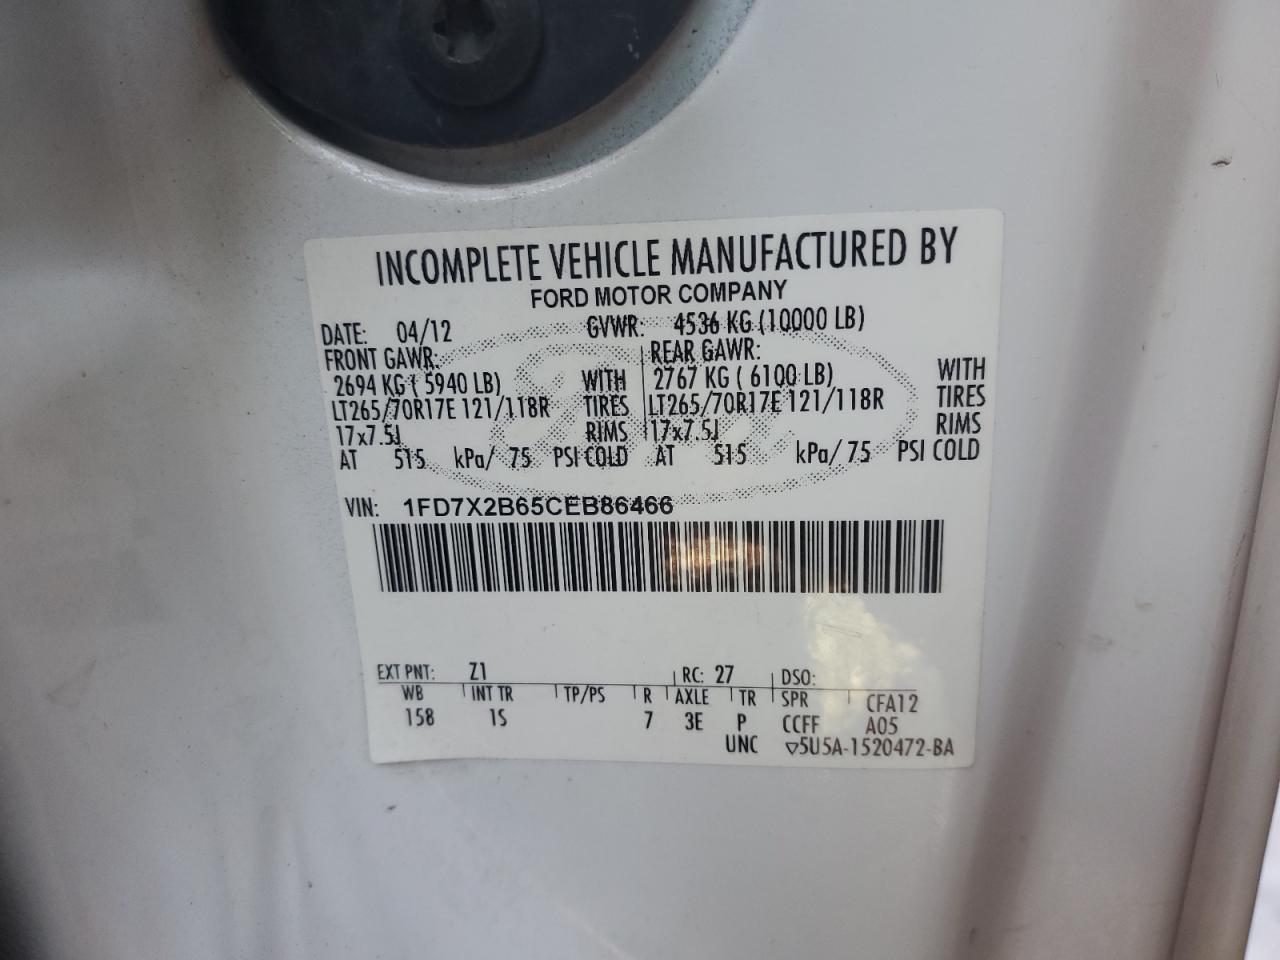 INCOMPLETE VEHICLE MANUFACTURED BY
FORD MOTOR COMPANY
DATE: 04/12 GVWR: 4536 KG (10000 LB)
FRONT GAWR: REAR GAWR:
2694 KG ( 5940 LB) WITH 2767 KG ( 6100 LB) WITH
LT265/70R17E 121/118R TIRES LT265/70R17E 121/118R TIRES
17x7.5J RIMS 17x7.5J RIMS
AT 515 kPa/ 75 PSI COLD AT 515 kPa/ 75 PSI COLD
VIN: 1FD7X2B65CEB86466
EXT PNT: Z1 RC: 27 DSO:
WB INT TR TP/PS R AXLE TR SPR CFA12
158 1S 7 3E P CCFF A05
UNC ▽5U5A-1520472-BA